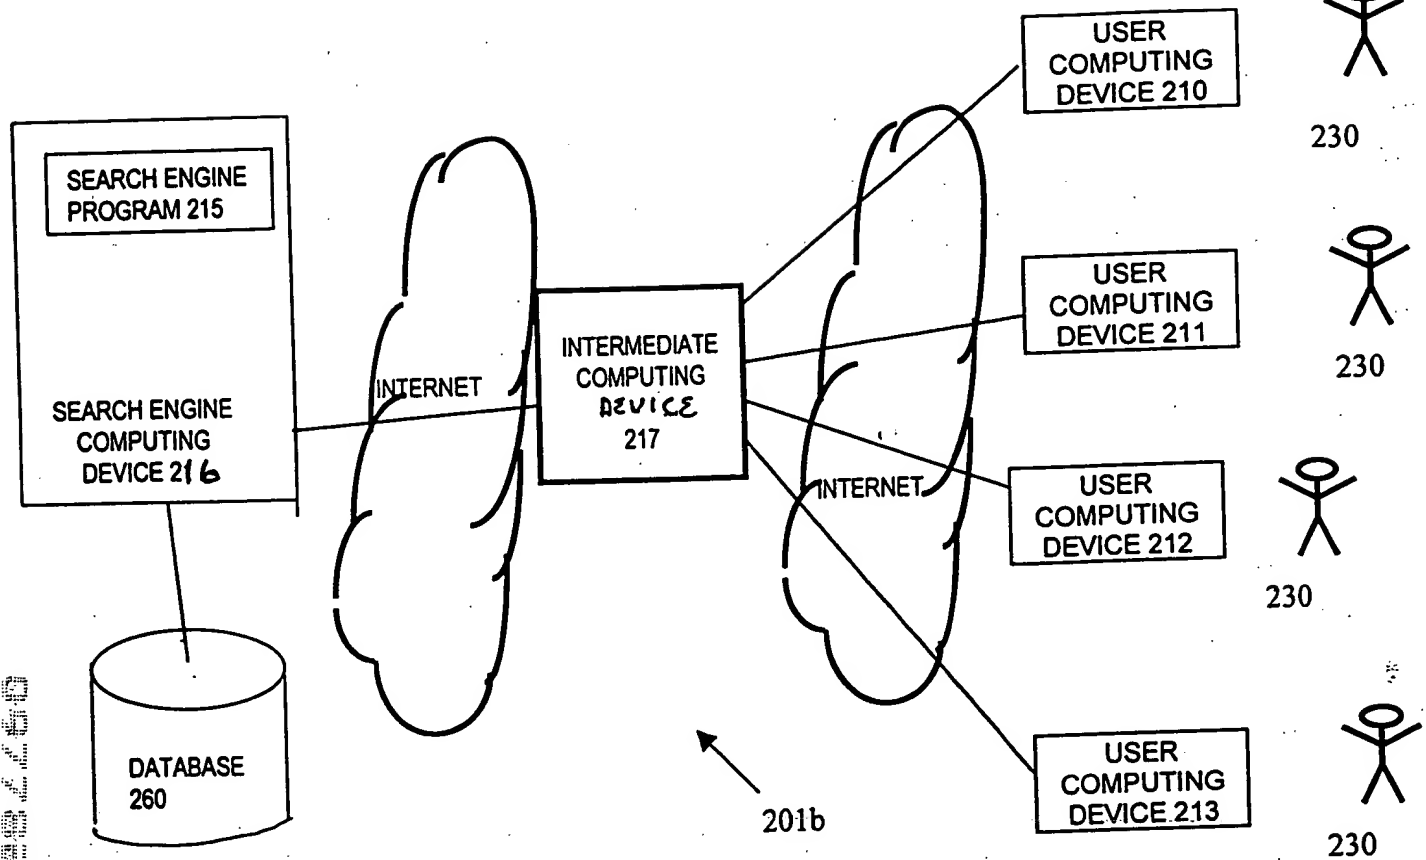 SEARCH ENGINE
PROGRAM 215
SEARCH ENGINE
COMPUTING
DEVICE 216
DATABASE
260
INTERNET
INTERMEDIATE
COMPUTING
DEVICE
217
INTERNET
201b
USER
COMPUTING
DEVICE 210
230
USER
COMPUTING
DEVICE 211
230
USER
COMPUTING
DEVICE 212
230
USER
COMPUTING
DEVICE 213
230